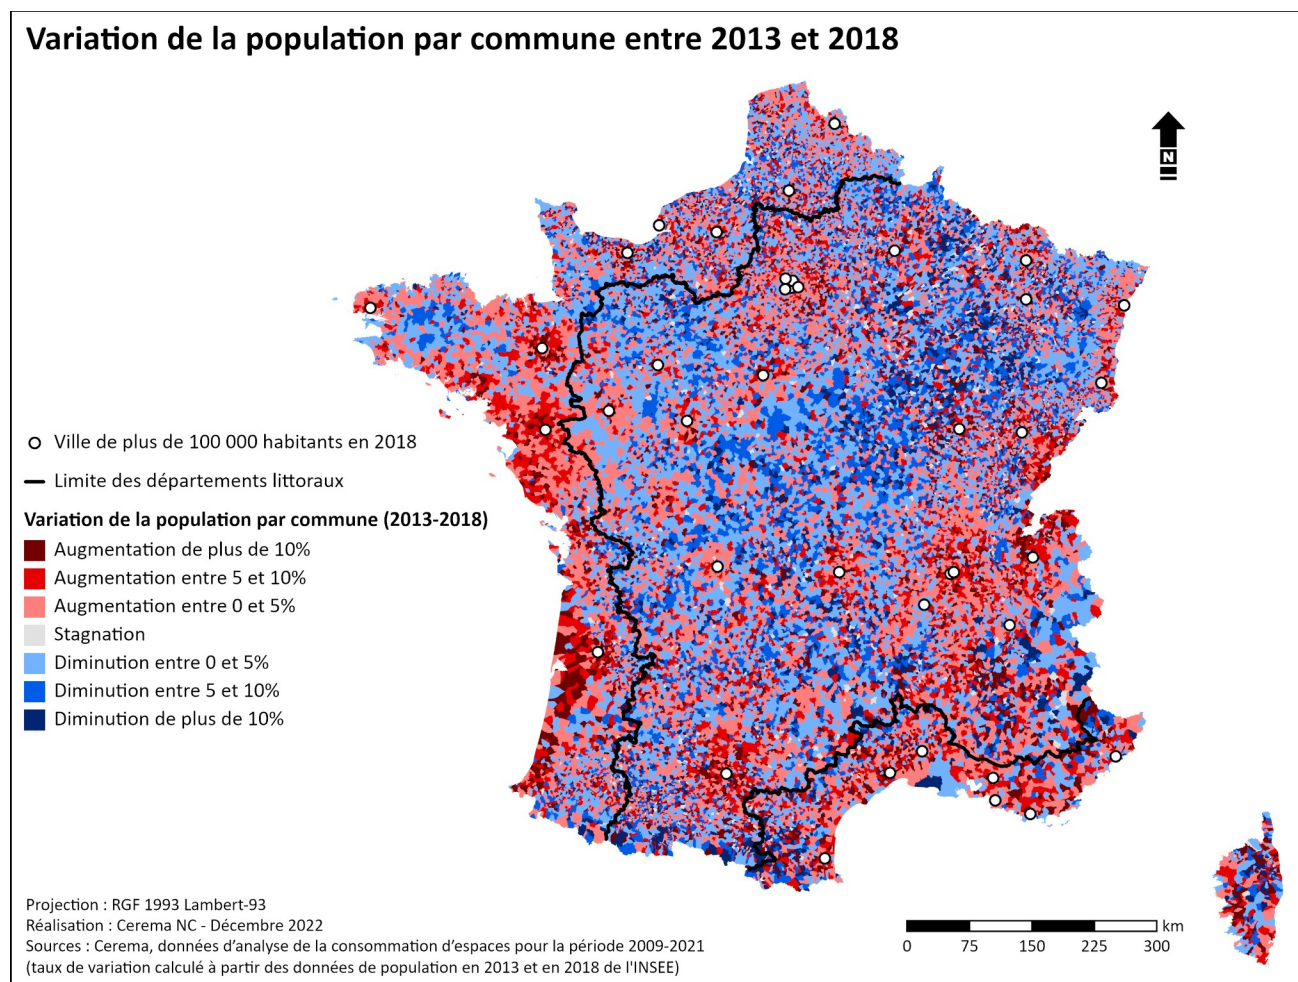 Variation de la population par commune entre 2013 et 2018
N
Ville de plus de 100 000 habitants en 2018
Limite des départements littoraux
Variation de la population par commune (2013-2018)
Augmentation de plus de 10%
Augmentation entre 5 et 10%
Augmentation entre 0 et 5%
Stagnation
Diminution entre 0 et 5%
Diminution entre 5 et 10%
Diminution de plus de 10%
Projection : RGF 1993 Lambert-93
Réalisation : Cerema NC - Décembre 2022
Sources : Cerema, données d'analyse de la consommation d'espaces pour la période 2009-2021
(taux de variation calculé à partir des données de population en 2013 et en 2018 de l'INSEE)
km
0 75 150 225 300